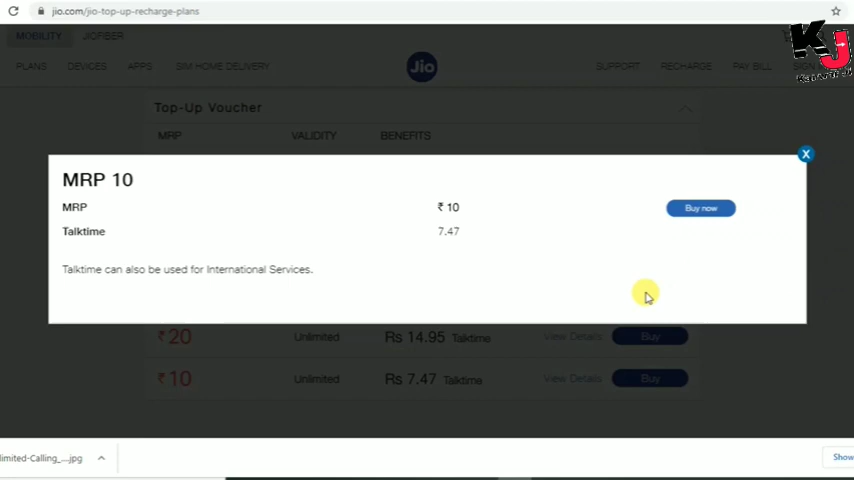 jio.com/jio-top-up-recharge-plans
MOBILITY JIOFIBER
PLANS DEVICES APPS SIM HOME DELIVERY Jio SUPPORT RECHARGE PAY BILL
KJ
Top-Up Voucher
MRP VALIDITY BENEFITS
X
MRP 10
MRP ₹ 10 Buy now
Talktime 7.47
Talktime can also be used for International Services.
₹20 Unlimited Rs 14.95 Talktime View Details Buy
₹10 Unlimited Rs 7.47 Talktime View Details Buy
limited-Calling_....jpg Show